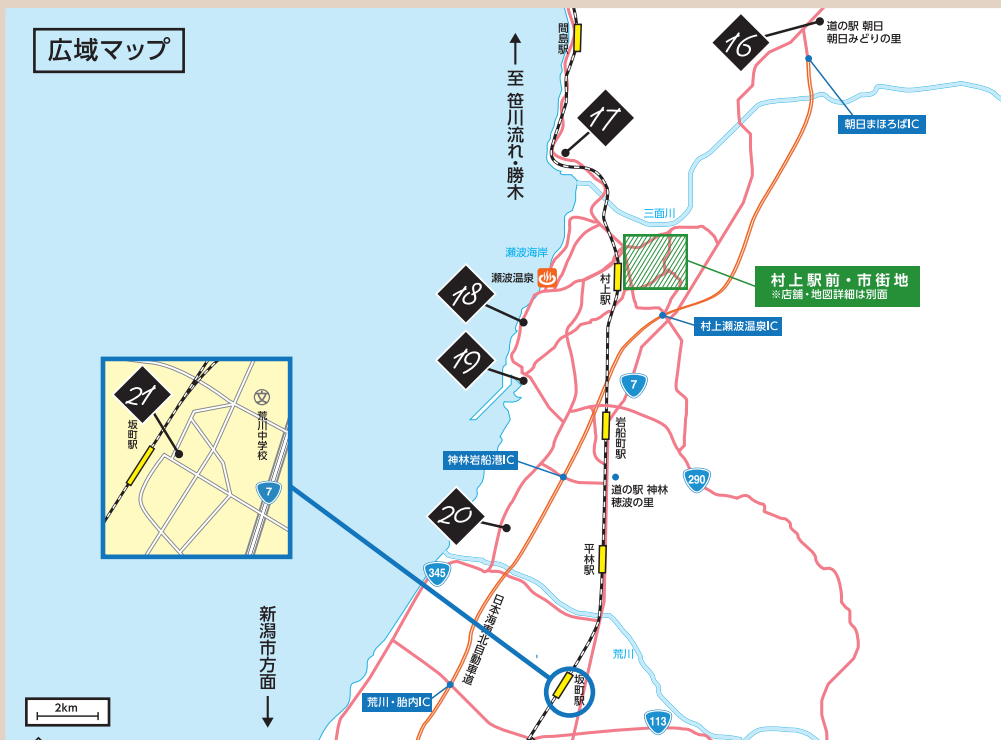 広域マップ
間島駅
至 笹川流れ・勝木
16
道の駅 朝日
朝日みどりの里
朝日まほろばIC
17
三面川
瀬波海岸
瀬波温泉
村上駅
村上駅前・市街地
※店舗・地図詳細は別面
18
村上瀬波温泉IC
19
7
21
坂町駅
荒川中学校
7
岩船町駅
神林岩船港IC
道の駅 神林
穂波の里
290
20
平林駅
345
日本海東北自動車道
新潟市方面
荒川
坂町駅
荒川・胎内IC
2km
113